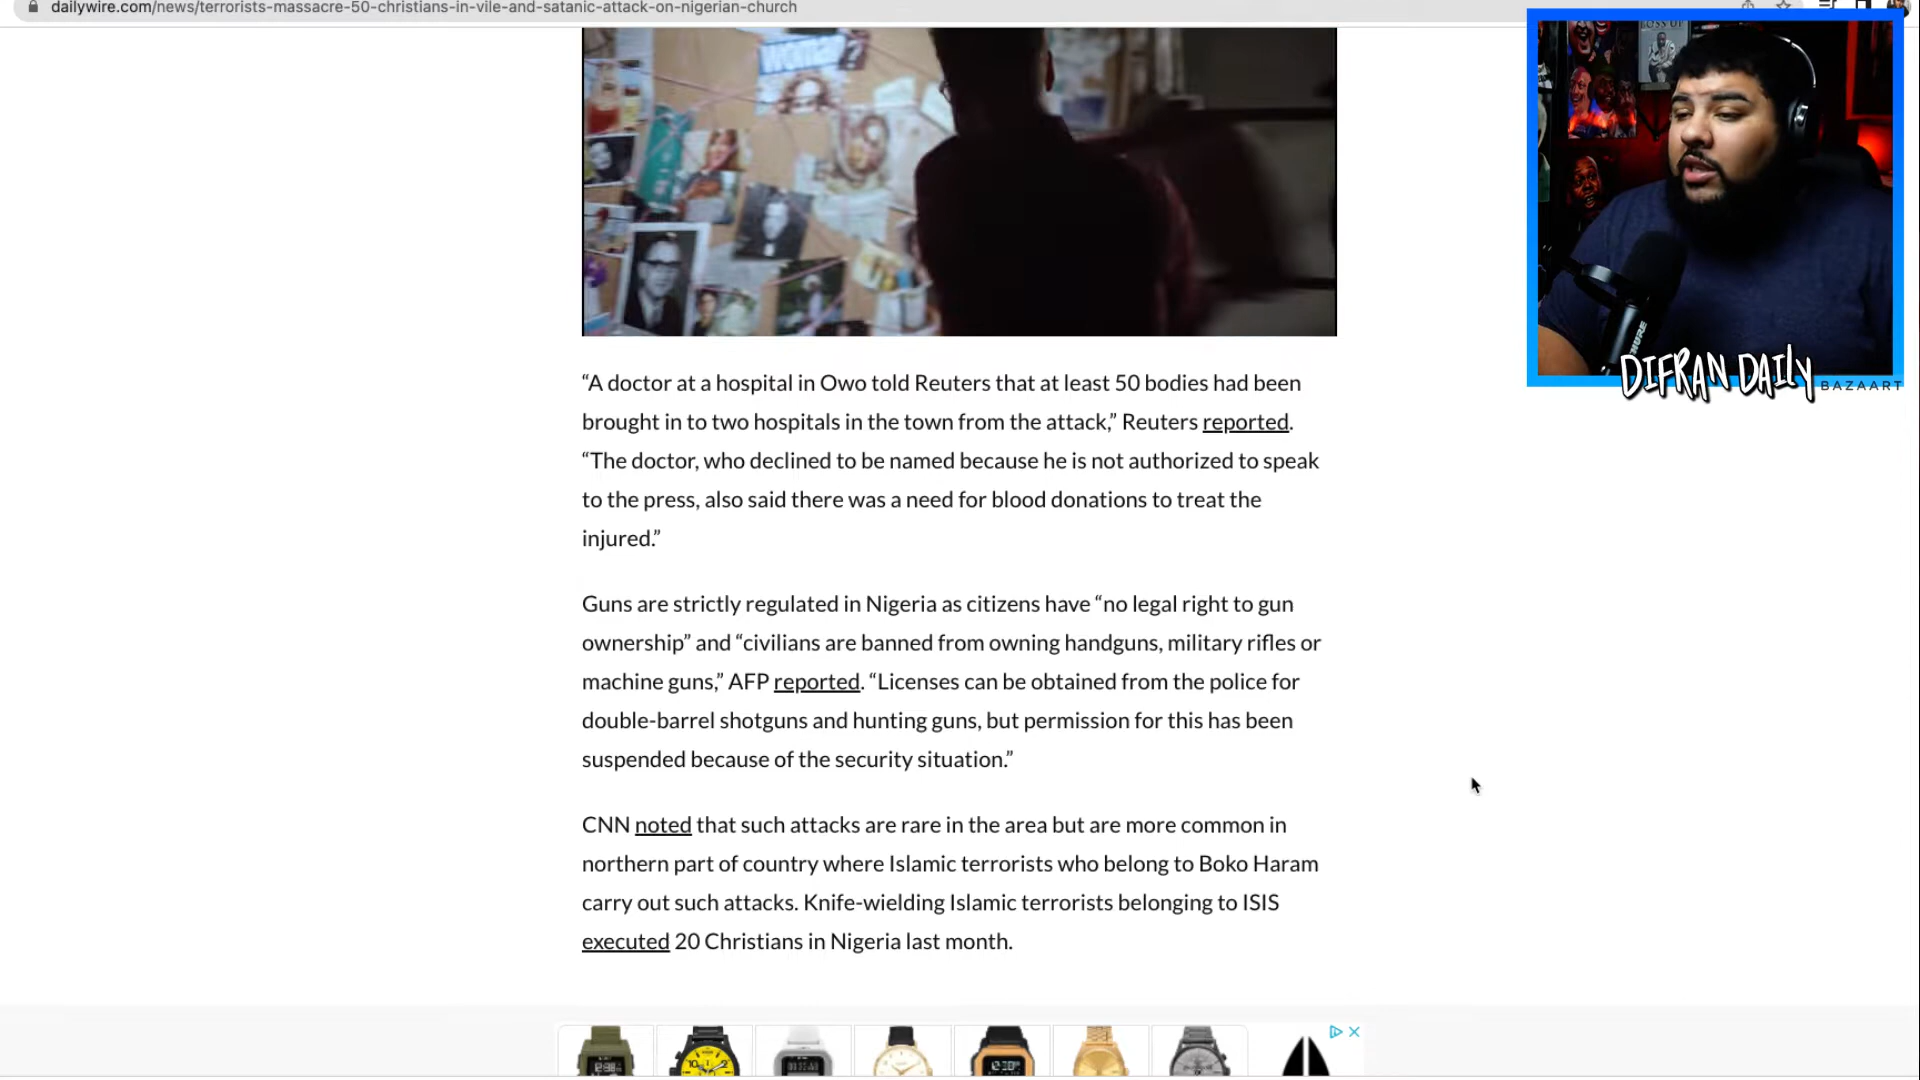 dailywire.com/news/terrorists-massacre-50-christians-in-vile-and-satanic-attack-on-nigerian-church
DIFRAN DAILY
BAZAART
“A doctor at a hospital in Owo told Reuters that at least 50 bodies had been
brought in to two hospitals in the town from the attack,” Reuters reported.
“The doctor, who declined to be named because he is not authorized to speak
to the press, also said there was a need for blood donations to treat the
injured.”
Guns are strictly regulated in Nigeria as citizens have “no legal right to gun
ownership” and “civilians are banned from owning handguns, military rifles or
machine guns,” AFP reported. “Licenses can be obtained from the police for
double-barrel shotguns and hunting guns, but permission for this has been
suspended because of the security situation.”
CNN noted that such attacks are rare in the area but are more common in
northern part of country where Islamic terrorists who belong to Boko Haram
carry out such attacks. Knife-wielding Islamic terrorists belonging to ISIS
executed 20 Christians in Nigeria last month.